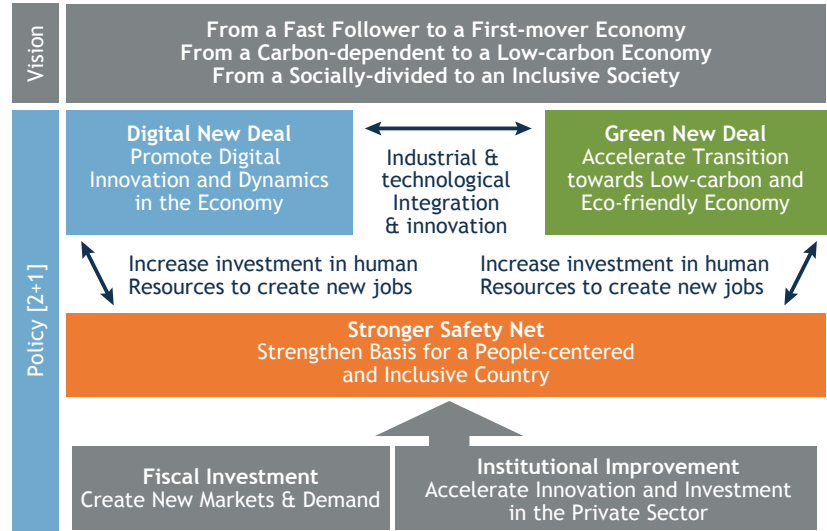 Vision
From a Fast Follower to a First-mover Economy
From a Carbon-dependent to a Low-carbon Economy
From a Socially-divided to an Inclusive Society
Policy [2+1]
Digital New Deal
Promote Digital
Innovation and Dynamics
in the Economy
Industrial &
technological
Integration
& innovation
Green New Deal
Accelerate Transition
towards Low-carbon and
Eco-friendly Economy
Increase investment in human
Resources to create new jobs
Increase investment in human
Resources to create new jobs
Stronger Safety Net
Strengthen Basis for a People-centered
and Inclusive Country
Fiscal Investment
Create New Markets & Demand
Institutional Improvement
Accelerate Innovation and Investment
in the Private Sector